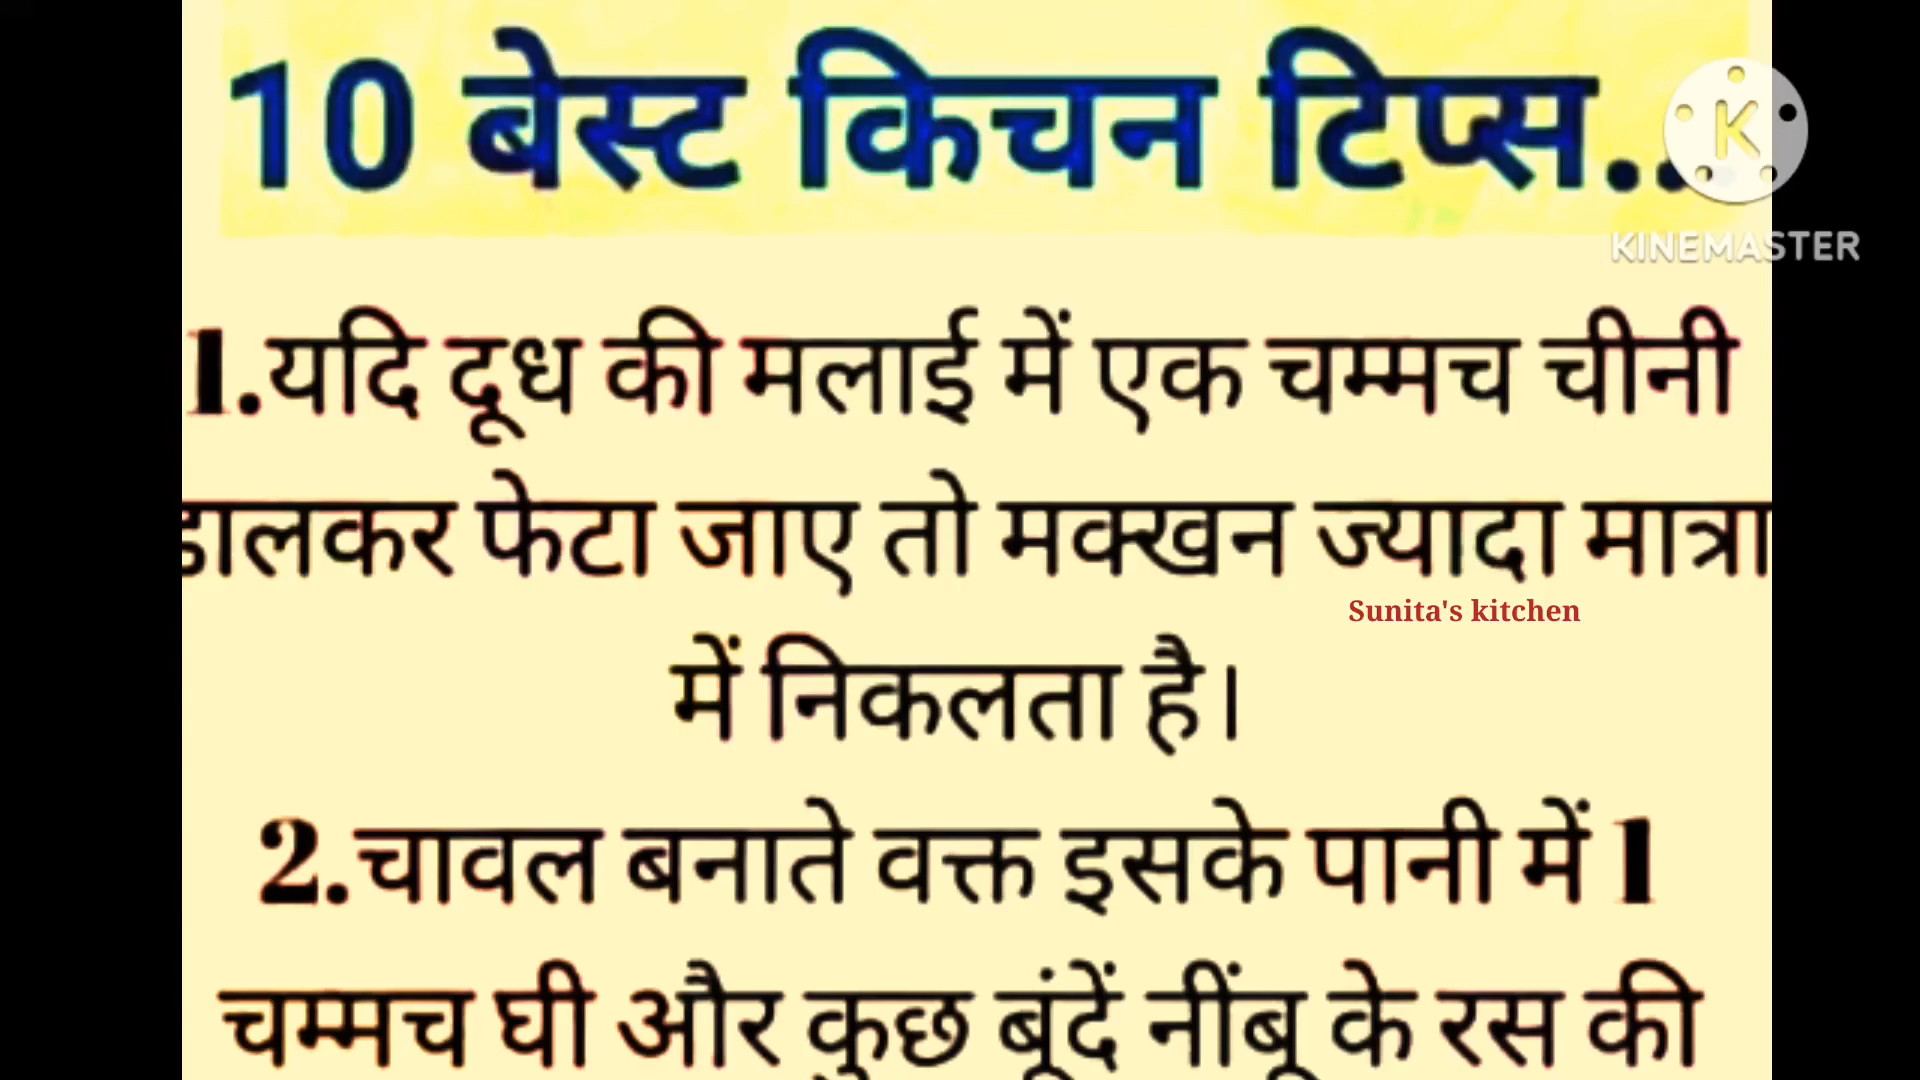 10 बेस्ट किचन टिप्स..
K
KINEMASTER
1.यदि दूध की मलाई में एक चम्मच चीनी
डालकर फेटा जाए तो मक्खन ज्यादा मात्रा
Sunita's kitchen
में निकलता है।
2.चावल बनाते वक्त इसके पानी में 1
चम्मच घी और कुछ बूंदें नींबू के रस की